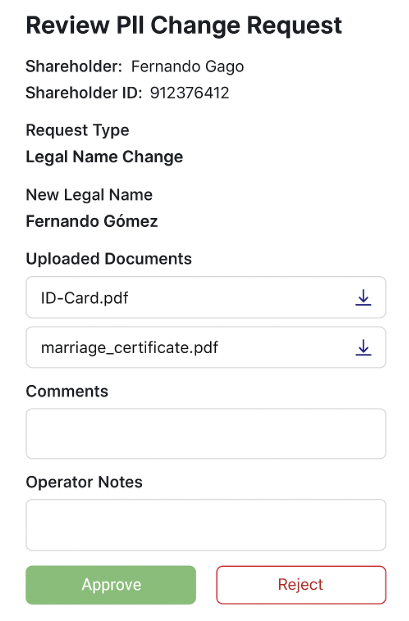 Review PII Change Request
Shareholder: Fernando Gago
Shareholder ID: 912376412
Request Type
Legal Name Change
New Legal Name
Fernando Gómez
Uploaded Documents
ID-Card.pdf
marriage_certificate.pdf
Comments
Operator Notes
Approve Reject